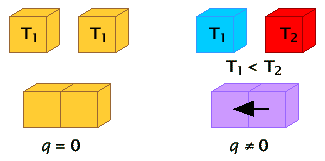 T₁ T₁ T₁ T₂
T₁ < T₂
q = 0 q ≠ 0